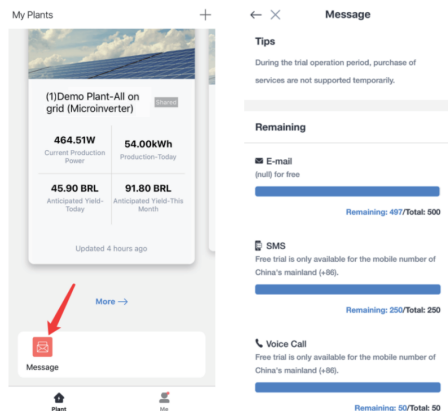 My Plants
(1)Demo Plant-All on
grid (Microinverter)
Shared
464.51W
Current Production
Power
54.00kWh
Production-Today
45.90 BRL
Anticipated Yield-
Today
91.80 BRL
Anticipated Yield-This
Month
Updated 4 hours ago
More
Message
Plant
Me
Message
Tips
During the trial operation period, purchase of
services are not supported temporarily.
Remaining
E-mail
(null) for free
Remaining: 497/Total: 500
SMS
Free trial is only available for the mobile number of
China's mainland (+86).
Remaining: 250/Total: 250
Voice Call
Free trial is only available for the mobile number of
China's mainland (+86).
Remaining: 50/Total: 50